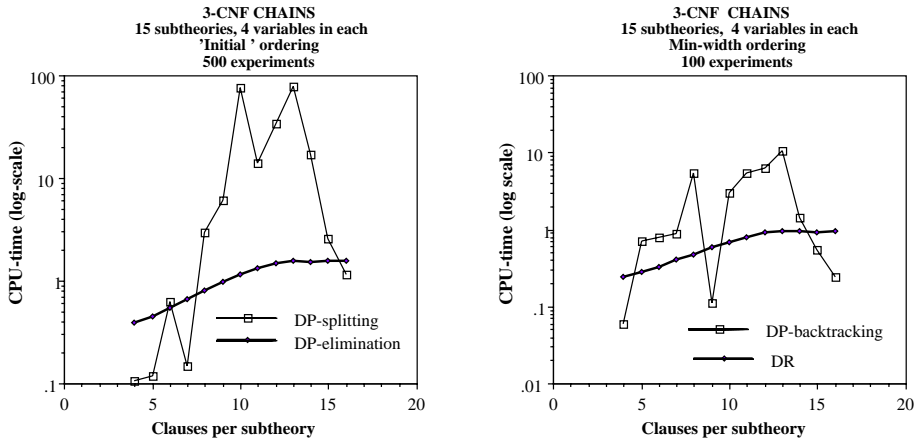 3-CNF CHAINS
15 subtheories, 4 variables in each
'Initial ' ordering
500 experiments
CPU-time (log-scale)
100
10
1
.1
DP-splitting
DP-elimination
0
5
10
15
20
Clauses per subtheory
3-CNF CHAINS
15 subtheories, 4 variables in each
Min-width ordering
100 experiments
CPU-time (log scale)
100
10
1
.1
.01
DP-backtracking
DR
0
5
10
15
20
Clauses per subtheory